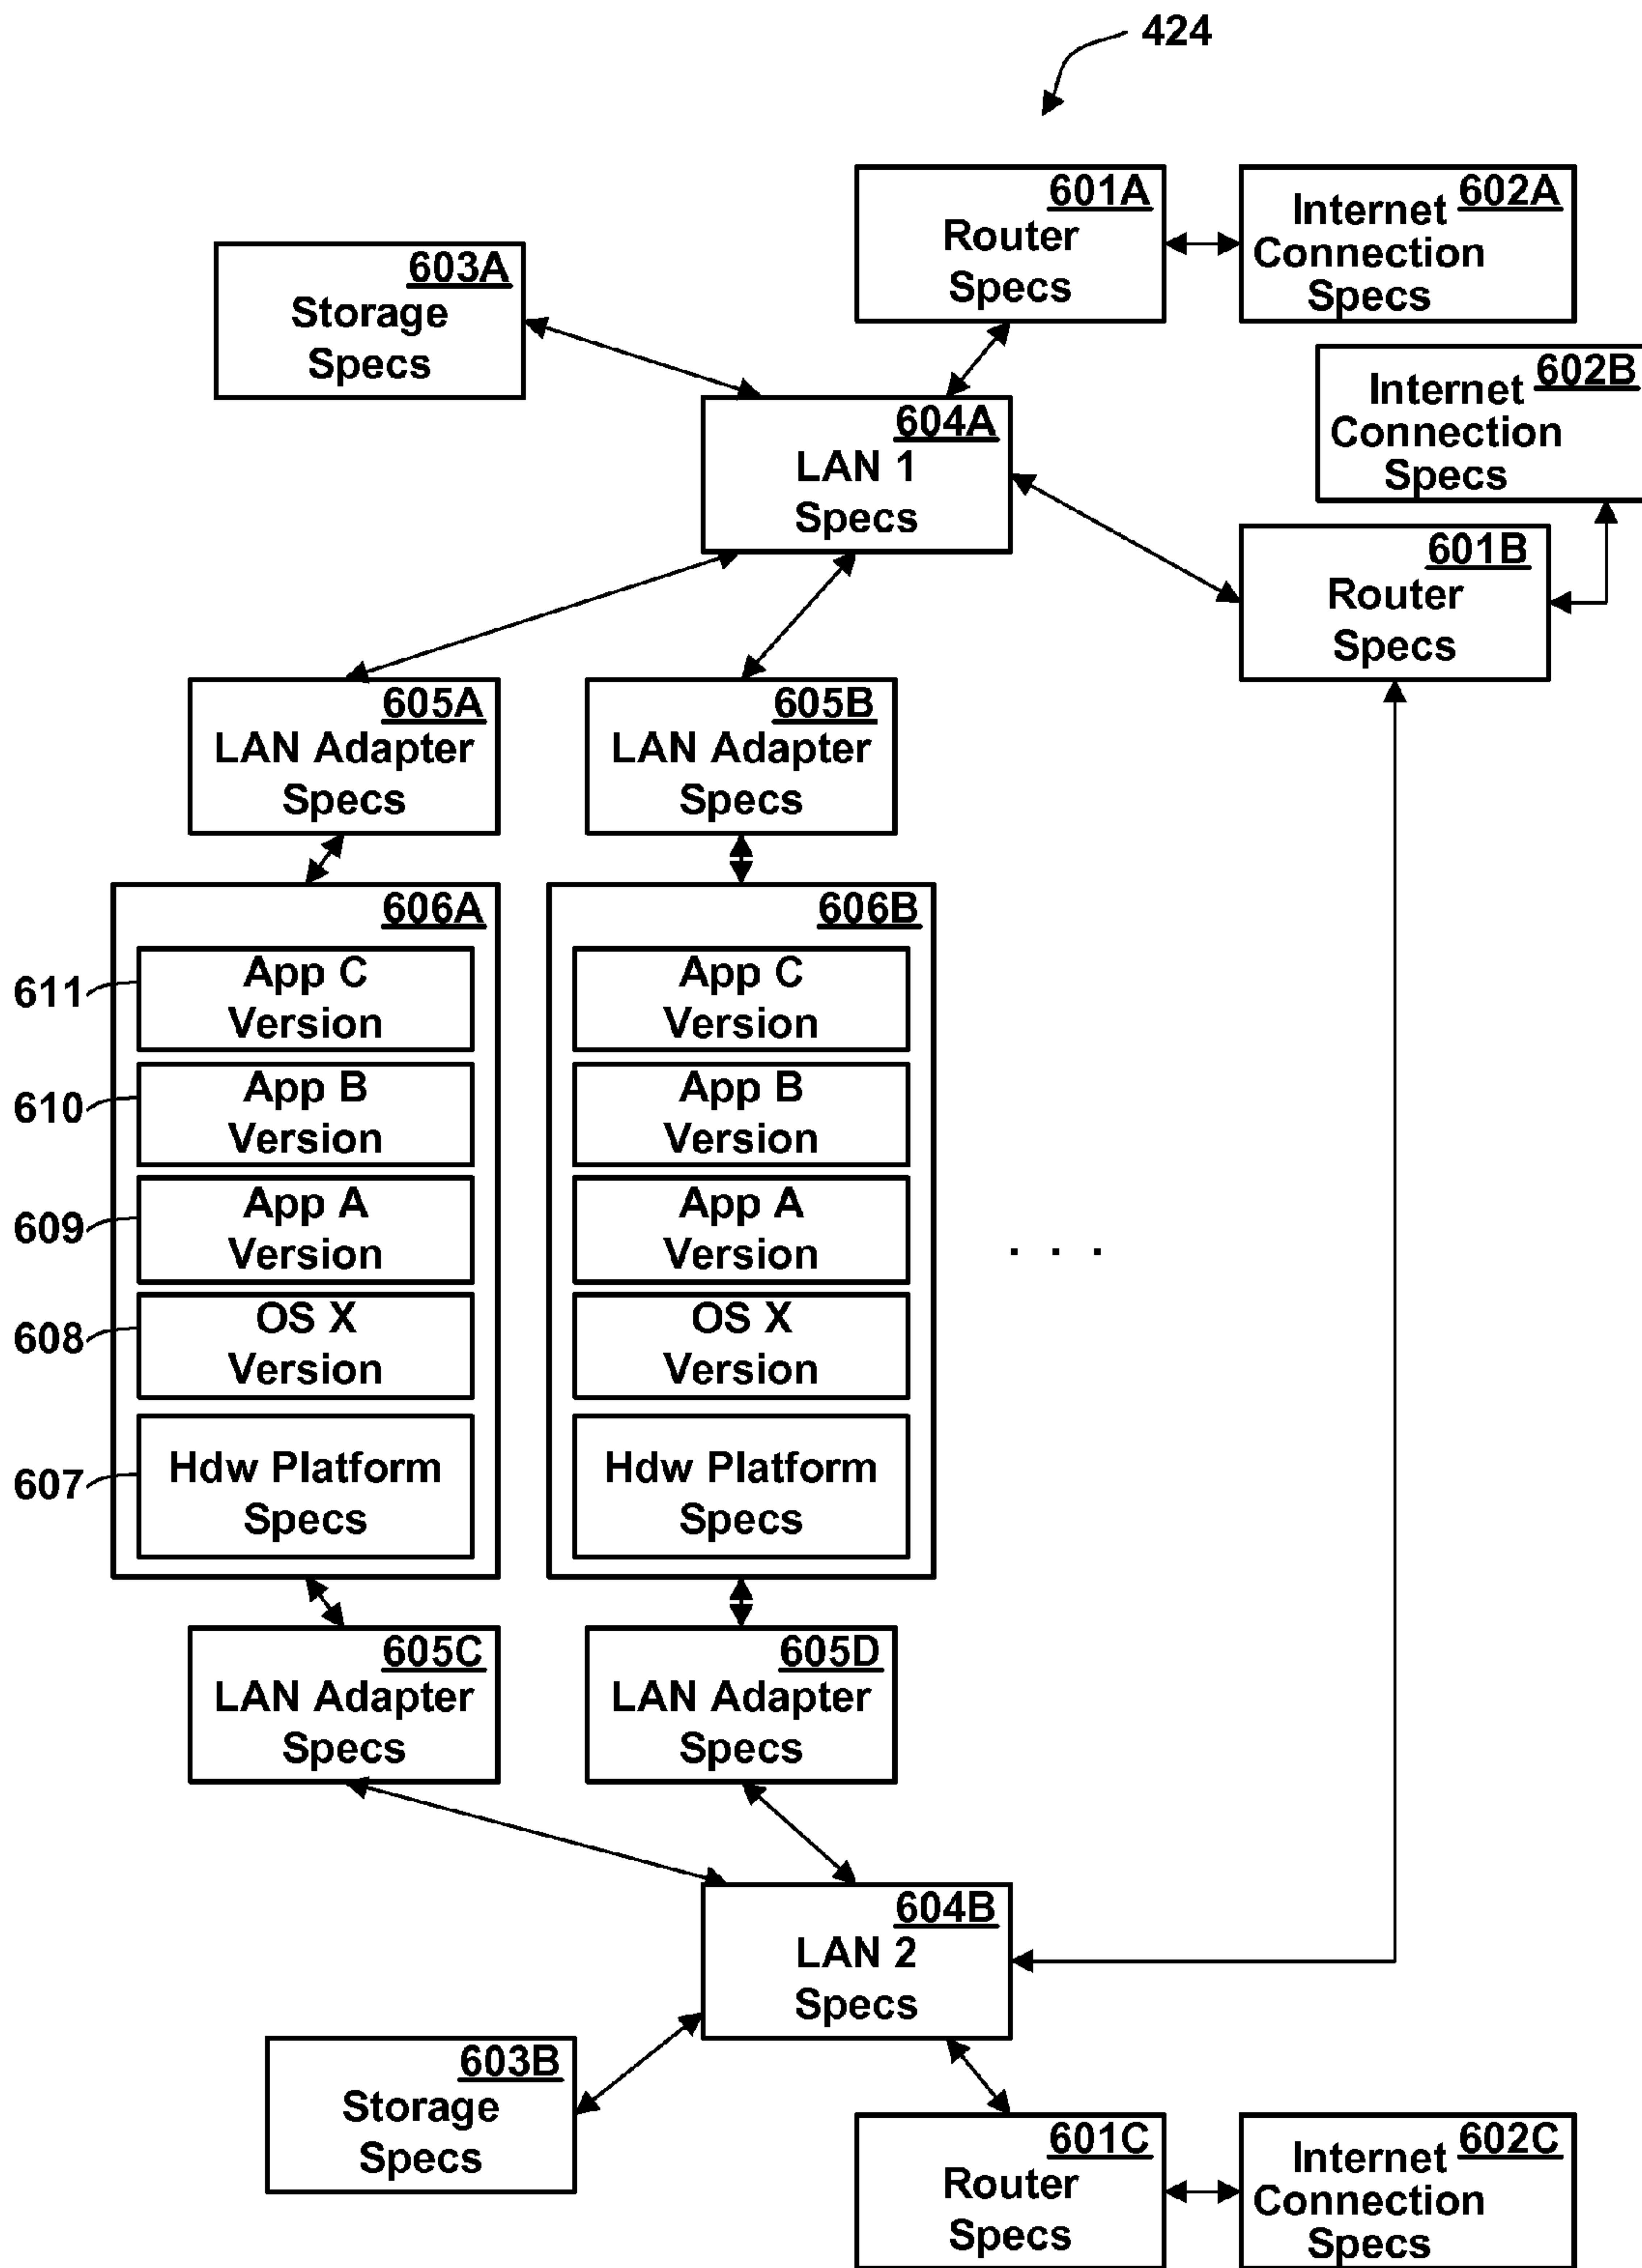 424
601A
Router
Specs
602A
Internet
Connection
Specs
603A
Storage
Specs
602B
Internet
Connection
Specs
604A
LAN 1
Specs
601B
Router
Specs
605A
LAN Adapter
Specs
605B
LAN Adapter
Specs
606A
611
App C
Version
610
App B
Version
609
App A
Version
608
OS X
Version
607
Hdw Platform
Specs
606B
App C
Version
App B
Version
App A
Version
OS X
Version
Hdw Platform
Specs
. . .
605C
LAN Adapter
Specs
605D
LAN Adapter
Specs
604B
LAN 2
Specs
603B
Storage
Specs
601C
Router
Specs
602C
Internet
Connection
Specs